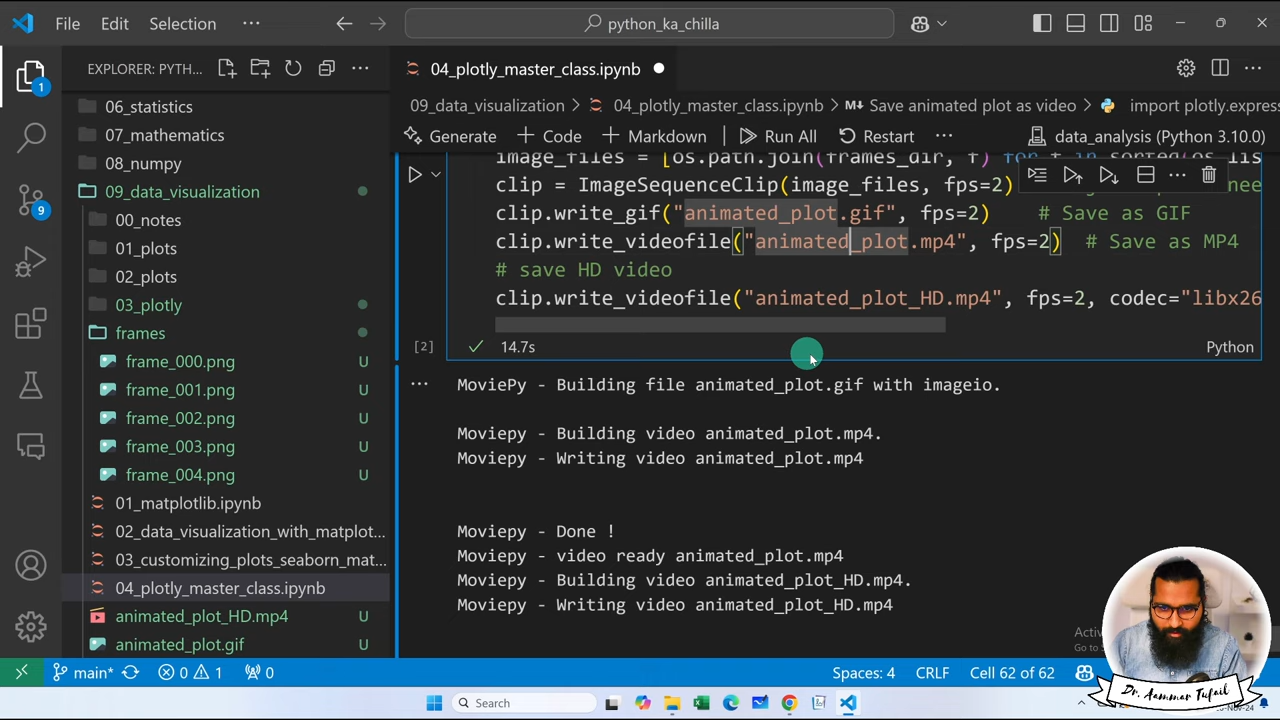 File Edit Selection ··· python_ka_chilla
EXPLORER: PYTH... ···
1
06_statistics
07_mathematics
08_numpy
09_data_visualization
00_notes
01_plots
02_plots
03_plotly
frames
frame_000.png U
frame_001.png U
frame_002.png U
frame_003.png U
frame_004.png U
01_matplotlib.ipynb
02_data_visualization_with_matplot...
03_customizing_plots_seaborn_mat...
04_plotly_master_class.ipynb
animated_plot_HD.mp4 U
animated_plot.gif U
9
04_plotly_master_class.ipynb
09_data_visualization > 04_plotly_master_class.ipynb > M↓ Save animated plot as video > import plotly.expres
Generate + Code + Markdown Run All Restart ··· data_analysis (Python 3.10.0)
image_files = [os.path.join(frames_dir, f) for f in sorted(os.lis
clip = ImageSequenceClip(image_files, fps=2)
clip.write_gif("animated_plot.gif", fps=2) # Save as GIF
clip.write_videofile("animated_plot.mp4", fps=2) # Save as MP4
# save HD video
clip.write_videofile("animated_plot_HD.mp4", fps=2, codec="libx26
[2] 14.7s Python
MoviePy - Building file animated_plot.gif with imageio.
Moviepy - Building video animated_plot.mp4.
Moviepy - Writing video animated_plot.mp4
Moviepy - Done !
Moviepy - video ready animated_plot.mp4
Moviepy - Building video animated_plot_HD.mp4.
Moviepy - Writing video animated_plot_HD.mp4
main* 0 1 0 Spaces: 4 CRLF Cell 62 of 62
Dr. Aammar Tufail
Search